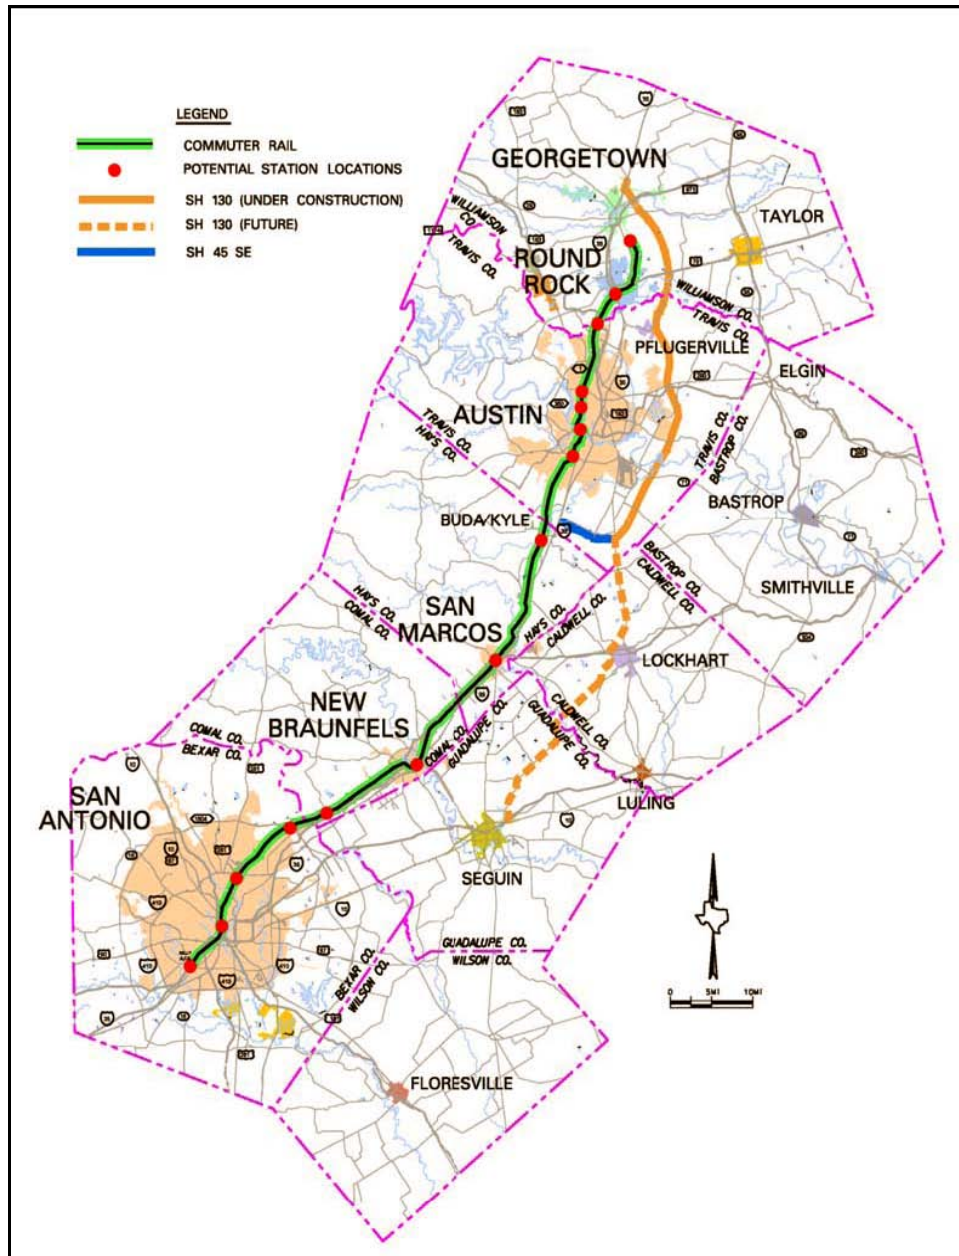 LEGEND
COMMUTER RAIL
POTENTIAL STATION LOCATIONS
SH 130 (UNDER CONSTRUCTION)
SH 130 (FUTURE)
SH 45 SE
GEORGETOWN
TAYLOR
WILLIAMSON
CO
TRAVIS CO.
ROUND
ROCK
WILLIAMSON CO.
TRAVIS CO.
PFLUGERVILLE
ELGIN
AUSTIN
TRAVIS CO.
HAYS CO.
TRAVIS CO.
BASTROP CO.
BASTROP
BUDA/KYLE
BASTROP CO.
CALDWELL CO.
SMITHVILLE
HAYS CO.
COMAL CO.
SAN
MARCOS
HAYS CO.
CALDWELL CO.
LOCKHART
NEW
BRAUNFELS
COMAL CO.
GUADALUPE CO.
CALDWELL CO.
GUADALUPE CO.
COMAL CO.
BEXAR CO.
SAN
ANTONIO
LULING
SEGUIN
GUADALUPE CO.
WILSON CO.
BEXAR CO.
WILSON CO.
FLORESVILLE
0 5MI 10MI